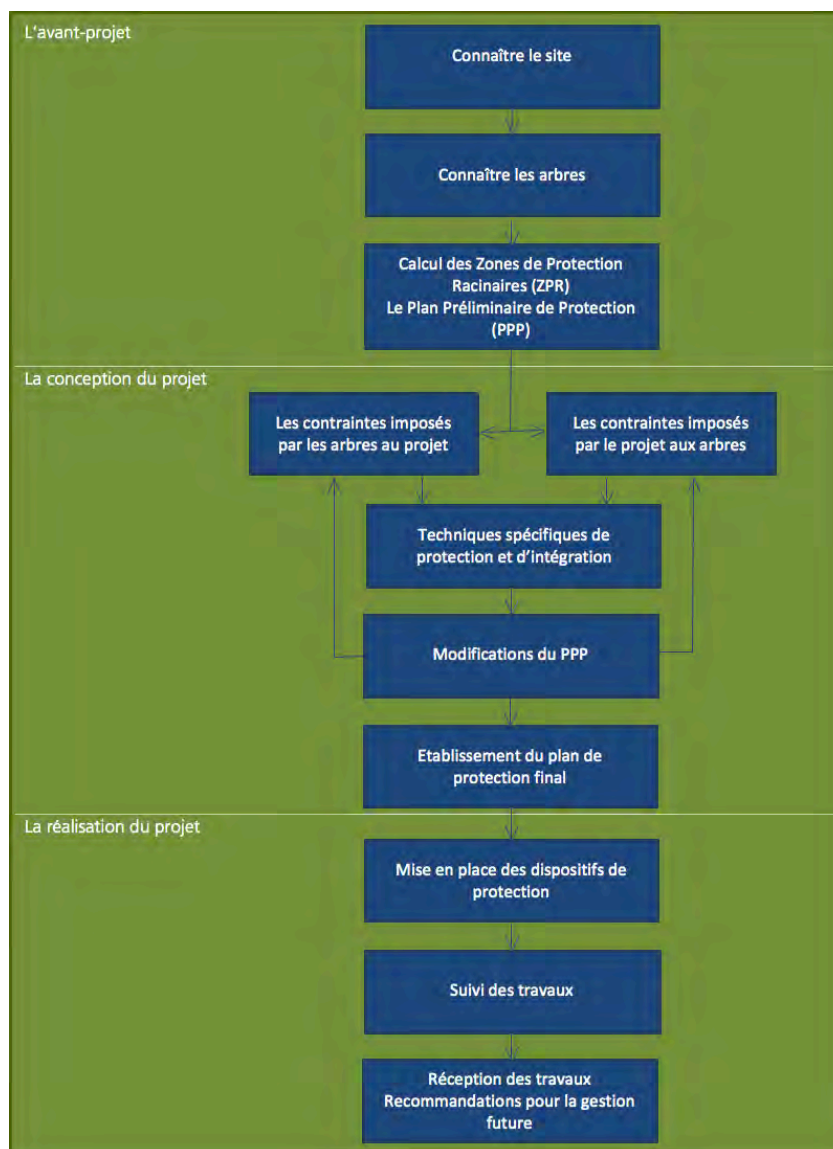 L'avant-projet
Connaître le site
Connaître les arbres
Calcul des Zones de Protection
Racinaires (ZPR)
Le Plan Préliminaire de Protection
(PPP)
La conception du projet
Les contraintes imposés
par les arbres au projet
Les contraintes imposés
par le projet aux arbres
Techniques spécifiques de
protection et d'intégration
Modifications du PPP
Etablissement du plan de
protection final
La réalisation du projet
Mise en place des dispositifs de
protection
Suivi des travaux
Réception des travaux
Recommandations pour la gestion
future